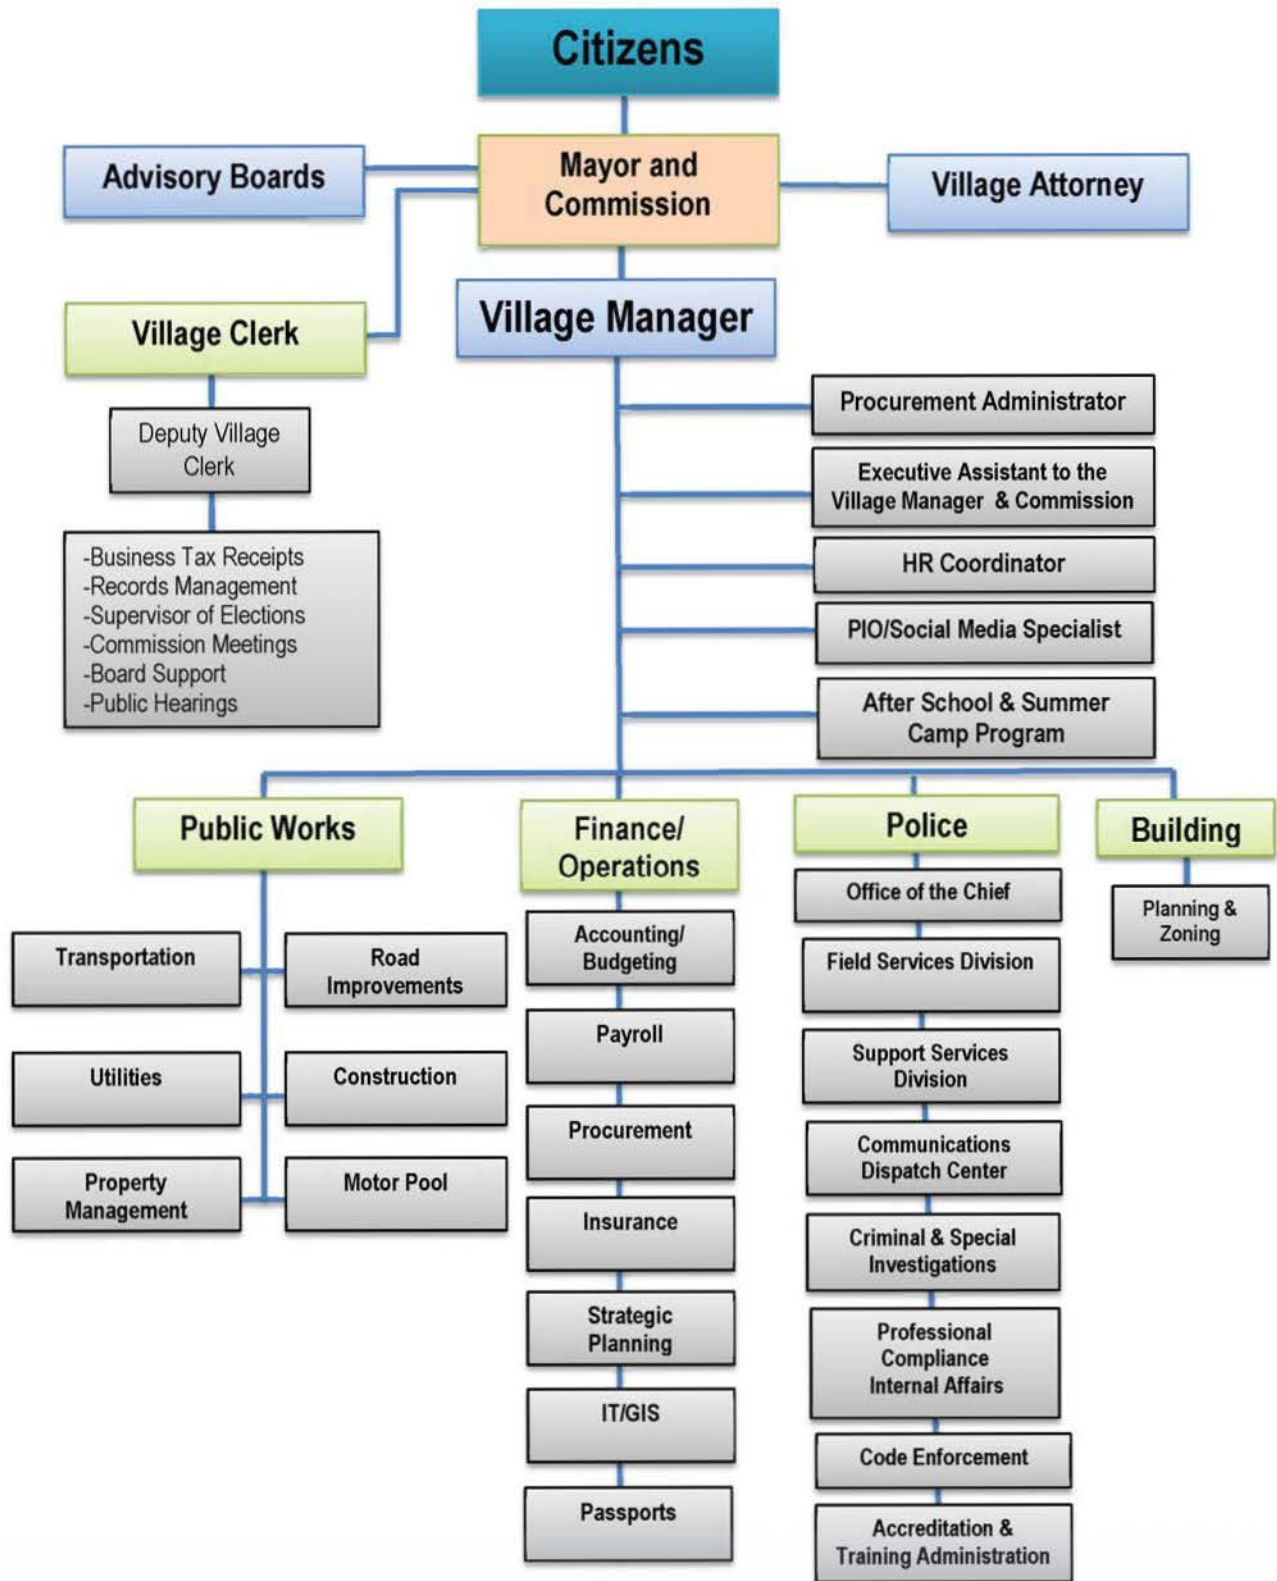 Citizens
Advisory Boards
Mayor and
Commission
Village Attorney
Village Clerk
Village Manager
Deputy Village
Clerk
-Business Tax Receipts
-Records Management
-Supervisor of Elections
-Commission Meetings
-Board Support
-Public Hearings
Procurement Administrator
Executive Assistant to the
Village Manager & Commission
HR Coordinator
PIO/Social Media Specialist
After School & Summer
Camp Program
Public Works
Transportation
Road
Improvements
Utilities
Construction
Property
Management
Motor Pool
Finance/
Operations
Accounting/
Budgeting
Payroll
Procurement
Insurance
Strategic
Planning
IT/GIS
Passports
Police
Office of the Chief
Field Services Division
Support Services
Division
Communications
Dispatch Center
Criminal & Special
Investigations
Professional
Compliance
Internal Affairs
Code Enforcement
Accreditation &
Training Administration
Building
Planning &
Zoning